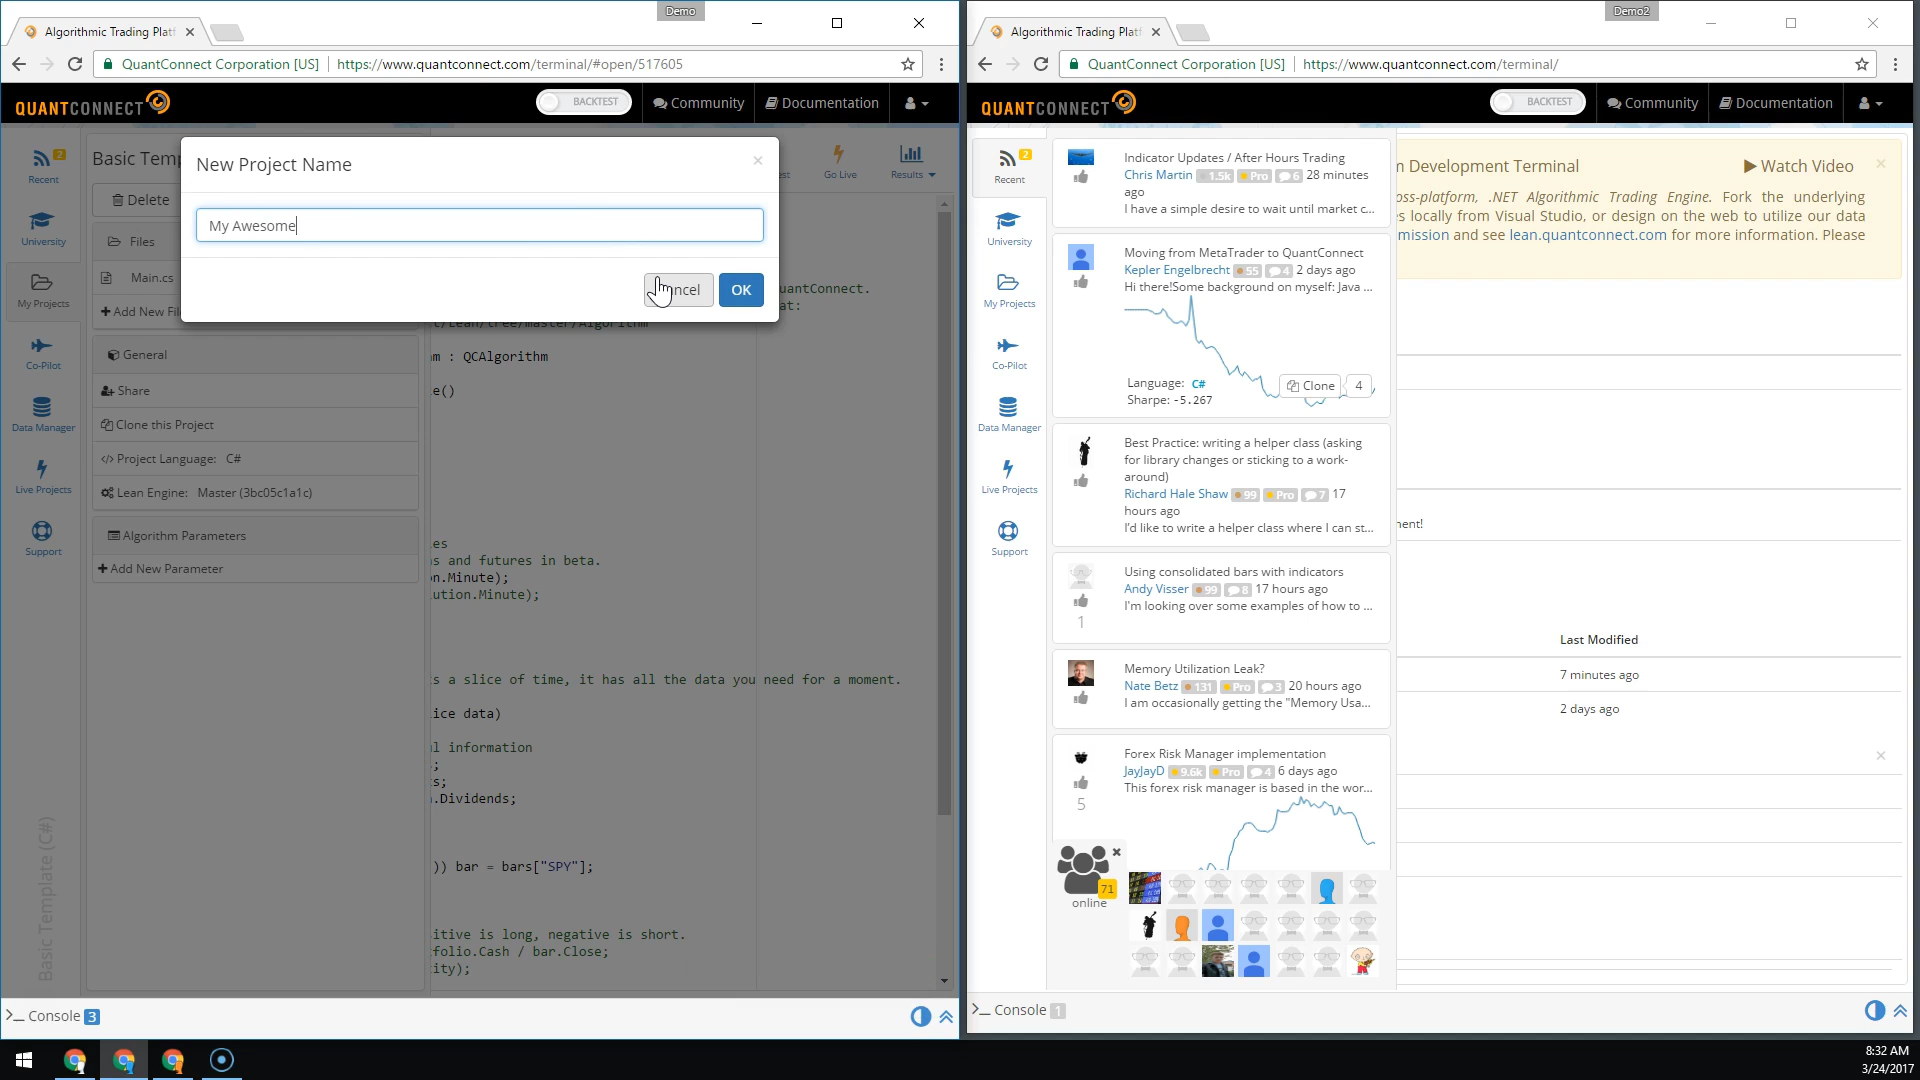 Demo
Algorithmic Trading Plat
QuantConnect Corporation [US]
https://www.quantconnect.com/terminal/#open/517605
QUANTCONNECT
BACKTEST
Community
Documentation
2
Recent
University
My Projects
Co-Pilot
Data Manager
Live Projects
Support
Basic Template (C#)
Basic Temp
Delete
Go Live
Results
Files
Main.cs
Add New Fil
General
Share
Clone this Project
Project Language: C#
Lean Engine: Master (3bc05c1a1c)
Algorithm Parameters
Add New Parameter
New Project Name
×
My Awesome
ncel
OK
uantConnect.
at:
t/Lean/tree/master/Algorithm
m : QCAlgorithm
e()
es
s and futures in beta.
n.Minute);
ution.Minute);
s a slice of time, it has all the data you need for a moment.
ice data)
l information
;
s;
.Dividends;
)) bar = bars["SPY"];
itive is long, negative is short.
folio.Cash / bar.Close;
ity);
Console 3
Demo2
Algorithmic Trading Plat
QuantConnect Corporation [US]
https://www.quantconnect.com/terminal/
QUANTCONNECT
BACKTEST
Community
Documentation
2
Recent
University
My Projects
Co-Pilot
Data Manager
Live Projects
Support
Indicator Updates / After Hours Trading
Chris Martin 1.5k Pro 6 28 minutes
ago
I have a simple desire to wait until market c...
Moving from MetaTrader to QuantConnect
Kepler Engelbrecht 55 4 2 days ago
Hi there!Some background on myself: Java ...
Language: C#
Sharpe: -5.267
Clone 4
Best Practice: writing a helper class (asking
for library changes or sticking to a work-
around)
Richard Hale Shaw 99 Pro 7 17
hours ago
I'd like to write a helper class where I can st...
Using consolidated bars with indicators
Andy Visser 99 8 17 hours ago
I'm looking over some examples of how to ...
1
Memory Utilization Leak?
Nate Betz 131 Pro 3 20 hours ago
I am occasionally getting the "Memory Usa...
Forex Risk Manager implementation
JayJayD 9.6k Pro 4 6 days ago
This forex risk manager is based in the wor...
5
71
online
m Development Terminal
Watch Video
oss-platform, .NET Algorithmic Trading Engine. Fork the underlying
s locally from Visual Studio, or design on the web to utilize our data
mission and see lean.quantconnect.com for more information. Please
nent!
Last Modified
7 minutes ago
2 days ago
Console 1
8:32 AM
3/24/2017